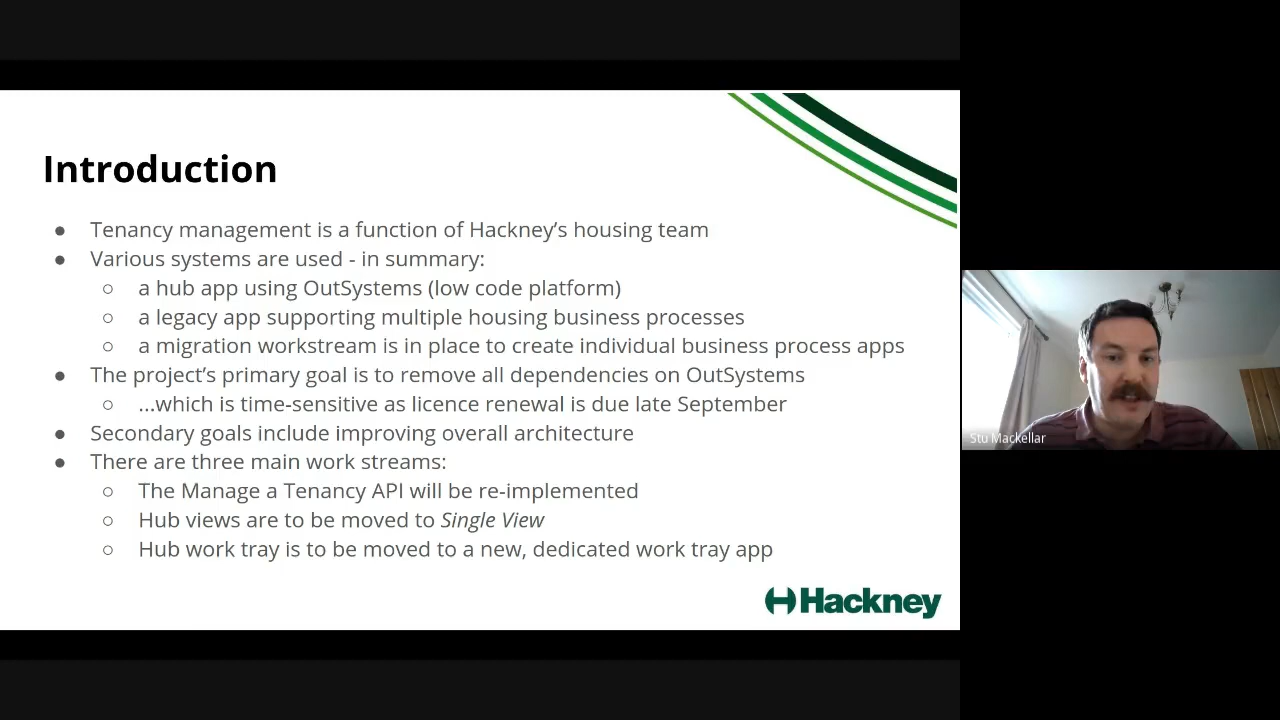 Introduction
● Tenancy management is a function of Hackney’s housing team
● Various systems are used - in summary:
○ a hub app using OutSystems (low code platform)
○ a legacy app supporting multiple housing business processes
○ a migration workstream is in place to create individual business process apps
● The project’s primary goal is to remove all dependencies on OutSystems
○ ...which is time-sensitive as licence renewal is due late September
● Secondary goals include improving overall architecture
● There are three main work streams:
○ The Manage a Tenancy API will be re-implemented
○ Hub views are to be moved to Single View
○ Hub work tray is to be moved to a new, dedicated work tray app
Hackney
Stu Mackellar